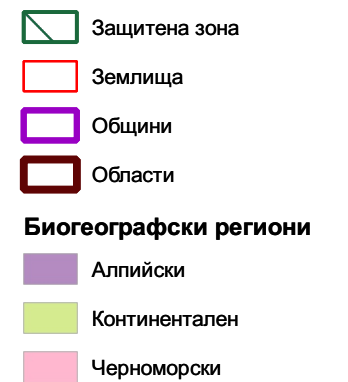 Защитена зона
Землища
Общини
Области
Биогеографски региони
Алпийски
Континентален
Черноморски